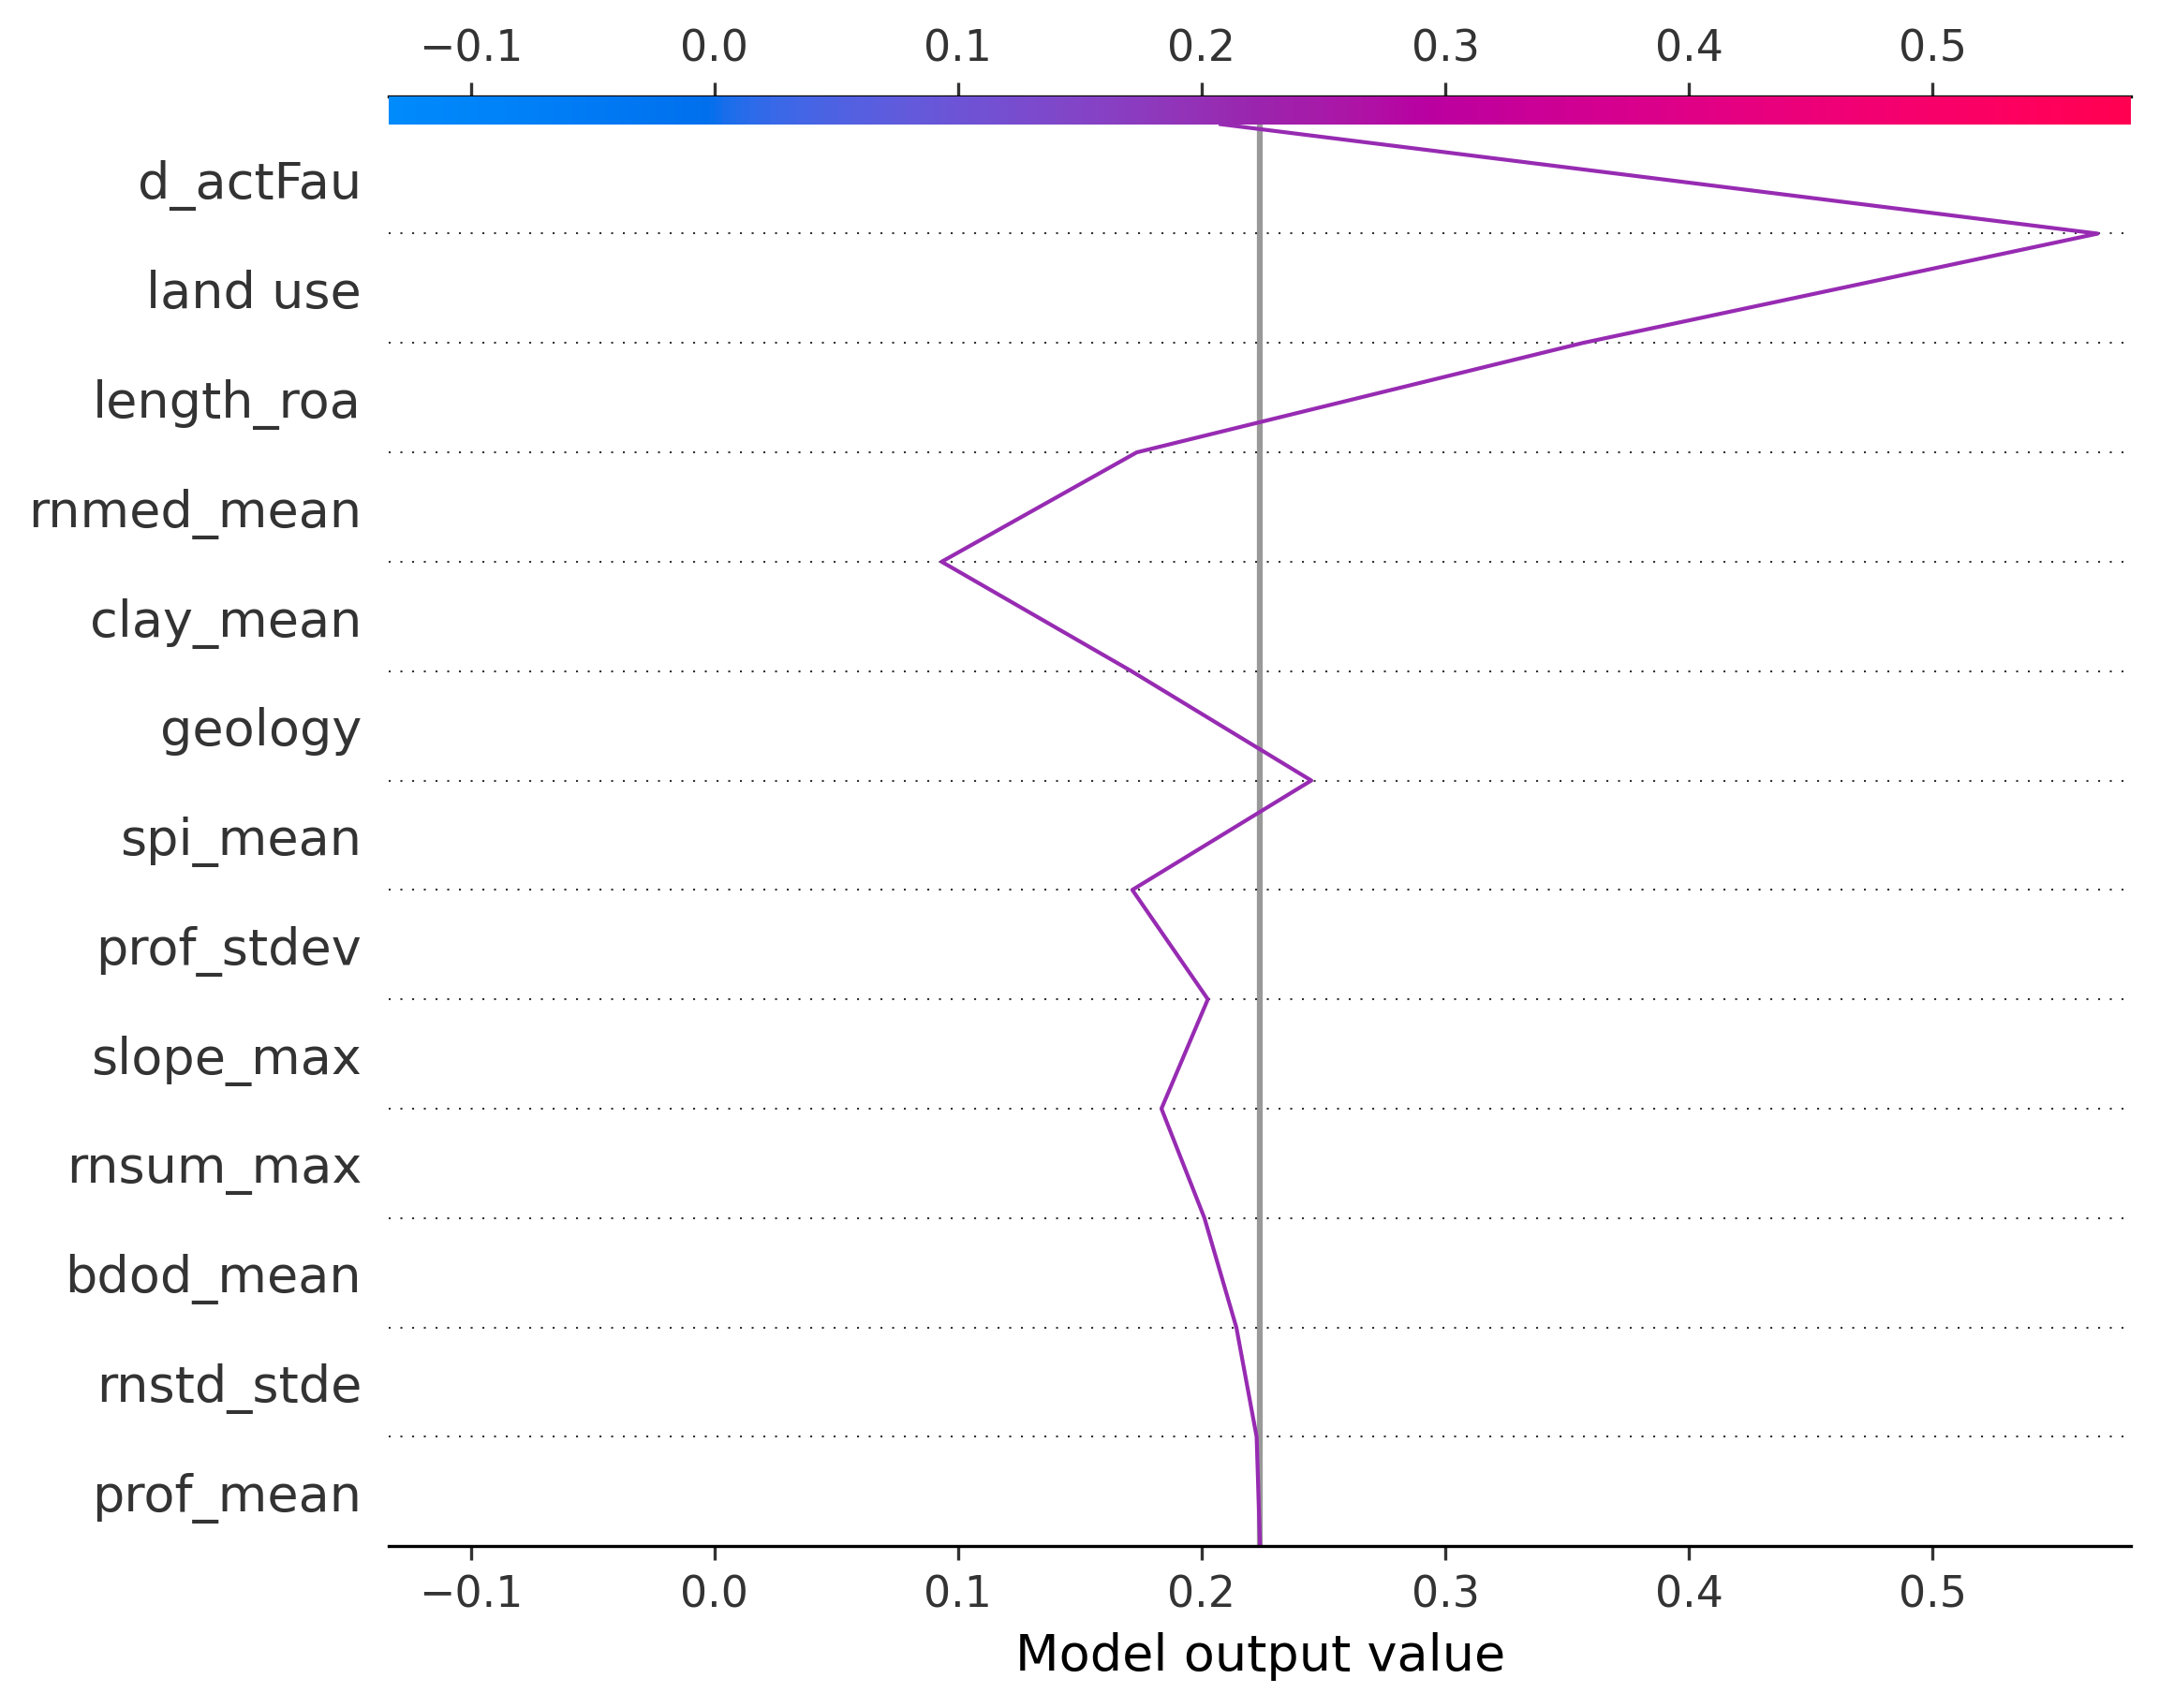 −0.1 0.0 0.1 0.2 0.3 0.4 0.5
d_actFau
land use
length_roa
rnmed_mean
clay_mean
geology
spi_mean
prof_stdev
slope_max
rnsum_max
bdod_mean
rnstd_stde
prof_mean
−0.1 0.0 0.1 0.2 0.3 0.4 0.5
Model output value